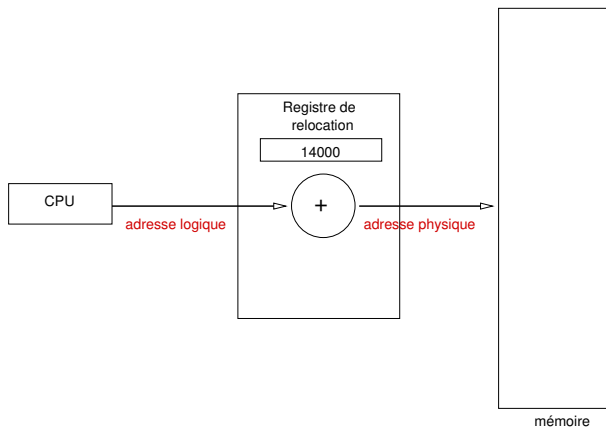 Registre de
relocation
14000
CPU
+
adresse logique
adresse physique
mémoire